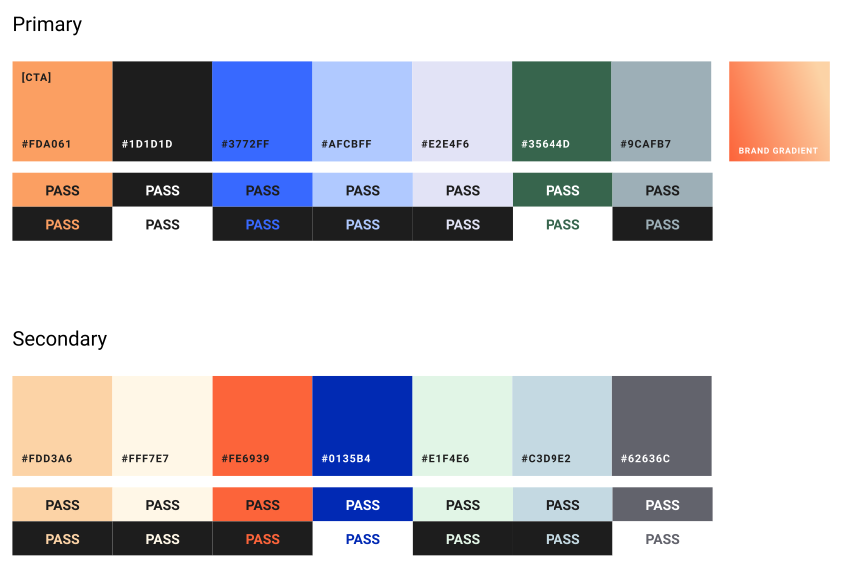 Primary
[CTA]
#FDA061 #1D1D1D #3772FF #AFCBFF #E2E4F6 #35644D #9CAFB7 BRAND GRADIENT
PASS PASS PASS PASS PASS PASS PASS
PASS PASS PASS PASS PASS PASS PASS
Secondary
#FDD3A6 #FFF7E7 #FE6939 #0135B4 #E1F4E6 #C3D9E2 #62636C
PASS PASS PASS PASS PASS PASS PASS
PASS PASS PASS PASS PASS PASS PASS